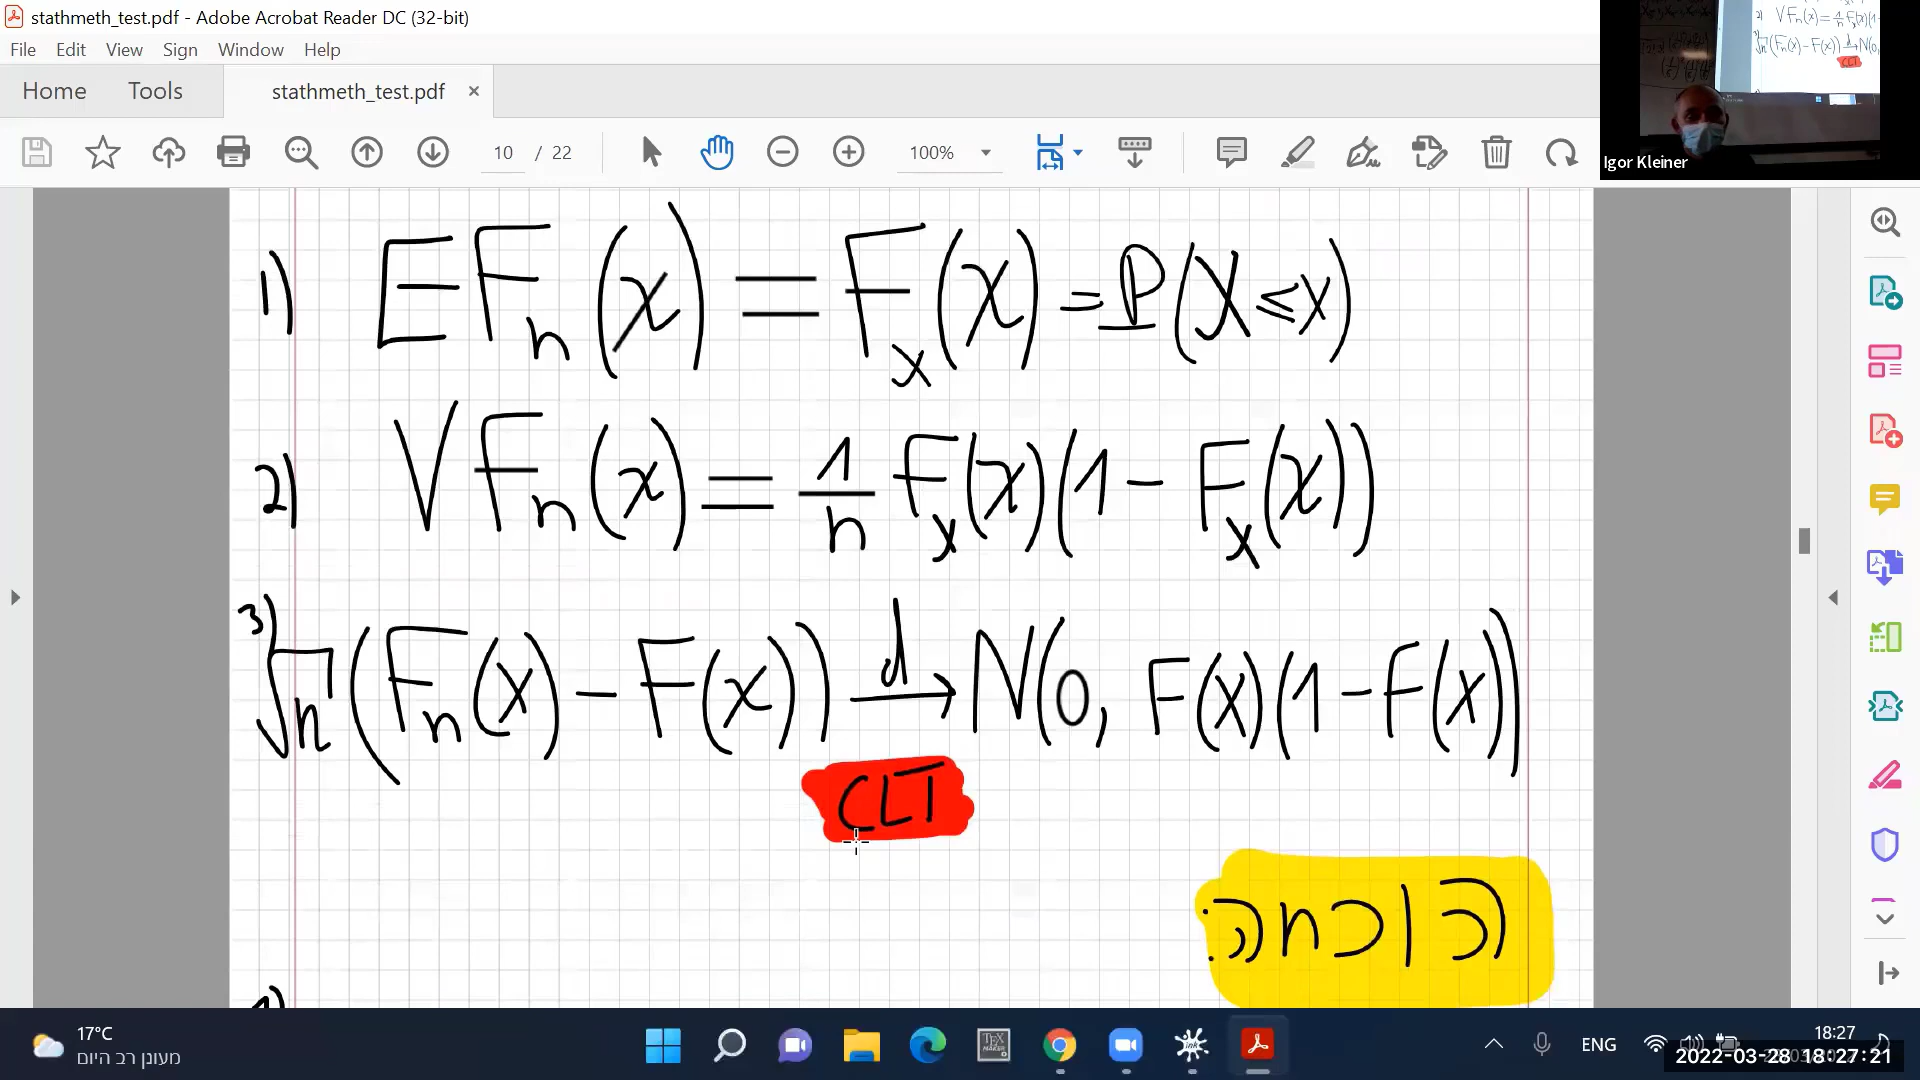 stathmeth_test.pdf - Adobe Acrobat Reader DC (32-bit)
File Edit View Sign Window Help
Home Tools stathmeth_test.pdf ×
10 / 22 100%
Igor Kleiner
1) E F_n(x) = F_x(x) = P(X ≤ x)
2) V F_n(x) = 1/n F_x(x)(1 - F_x(x))
3) √n (F_n(x) - F(x)) →d N(0, F(x)(1 - F(x))
CLT
הוכחה:
17°C
מעונן רב היום
ENG
18:27
2022-03-28 18:27:21